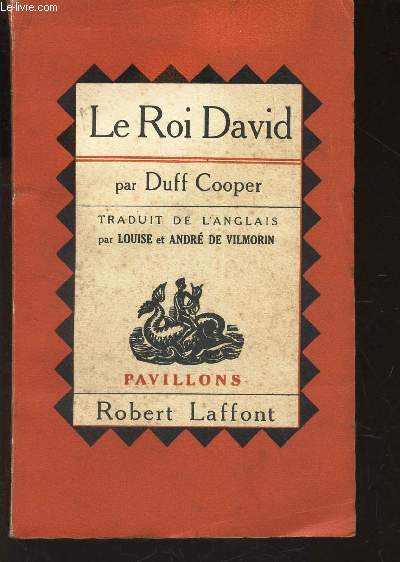 Le-livre.com
Le Roi David
par Duff Cooper
TRADUIT DE L'ANGLAIS
par LOUISE et ANDRÉ DE VILMORIN
PAVILLONS
Robert Laffont